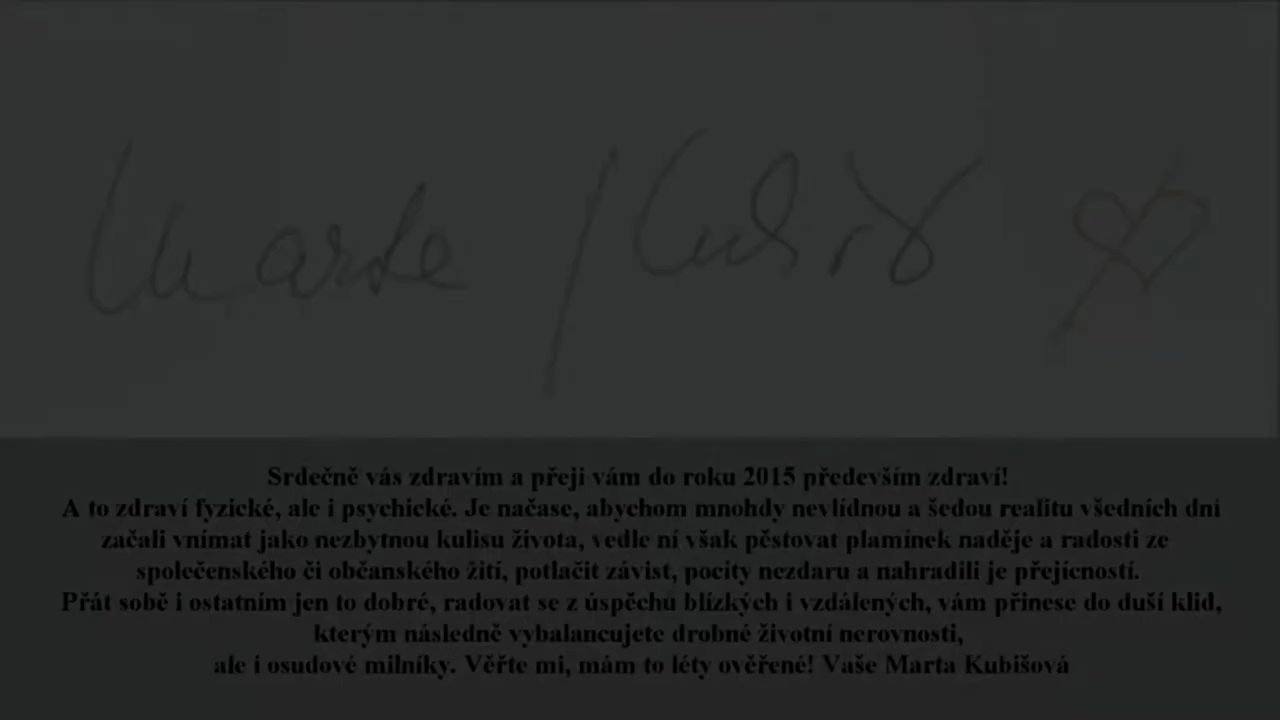 Marta Kubišová
Srdečně vás zdravím a přeji vám do roku 2015 především zdraví!
A to zdraví fyzické, ale i psychické. Je načase, abychom mnohdy nevlídnou a šedou realitu všedních dní
začali vnímat jako nezbytnou kulisu života, vedle ní však pěstovat plamínek naděje a radosti ze
společenského či občanského žití, potlačit závist, pocity nezdaru a nahradili je přejícností.
Přát sobě i ostatním jen to dobré, radovat se z úspěchu blízkých i vzdálených, vám přinese do duší klid,
kterým následně vybalancujete drobné životní nerovnosti,
ale i osudové milníky. Věřte mi, mám to léty ověřené! Vaše Marta Kubišová